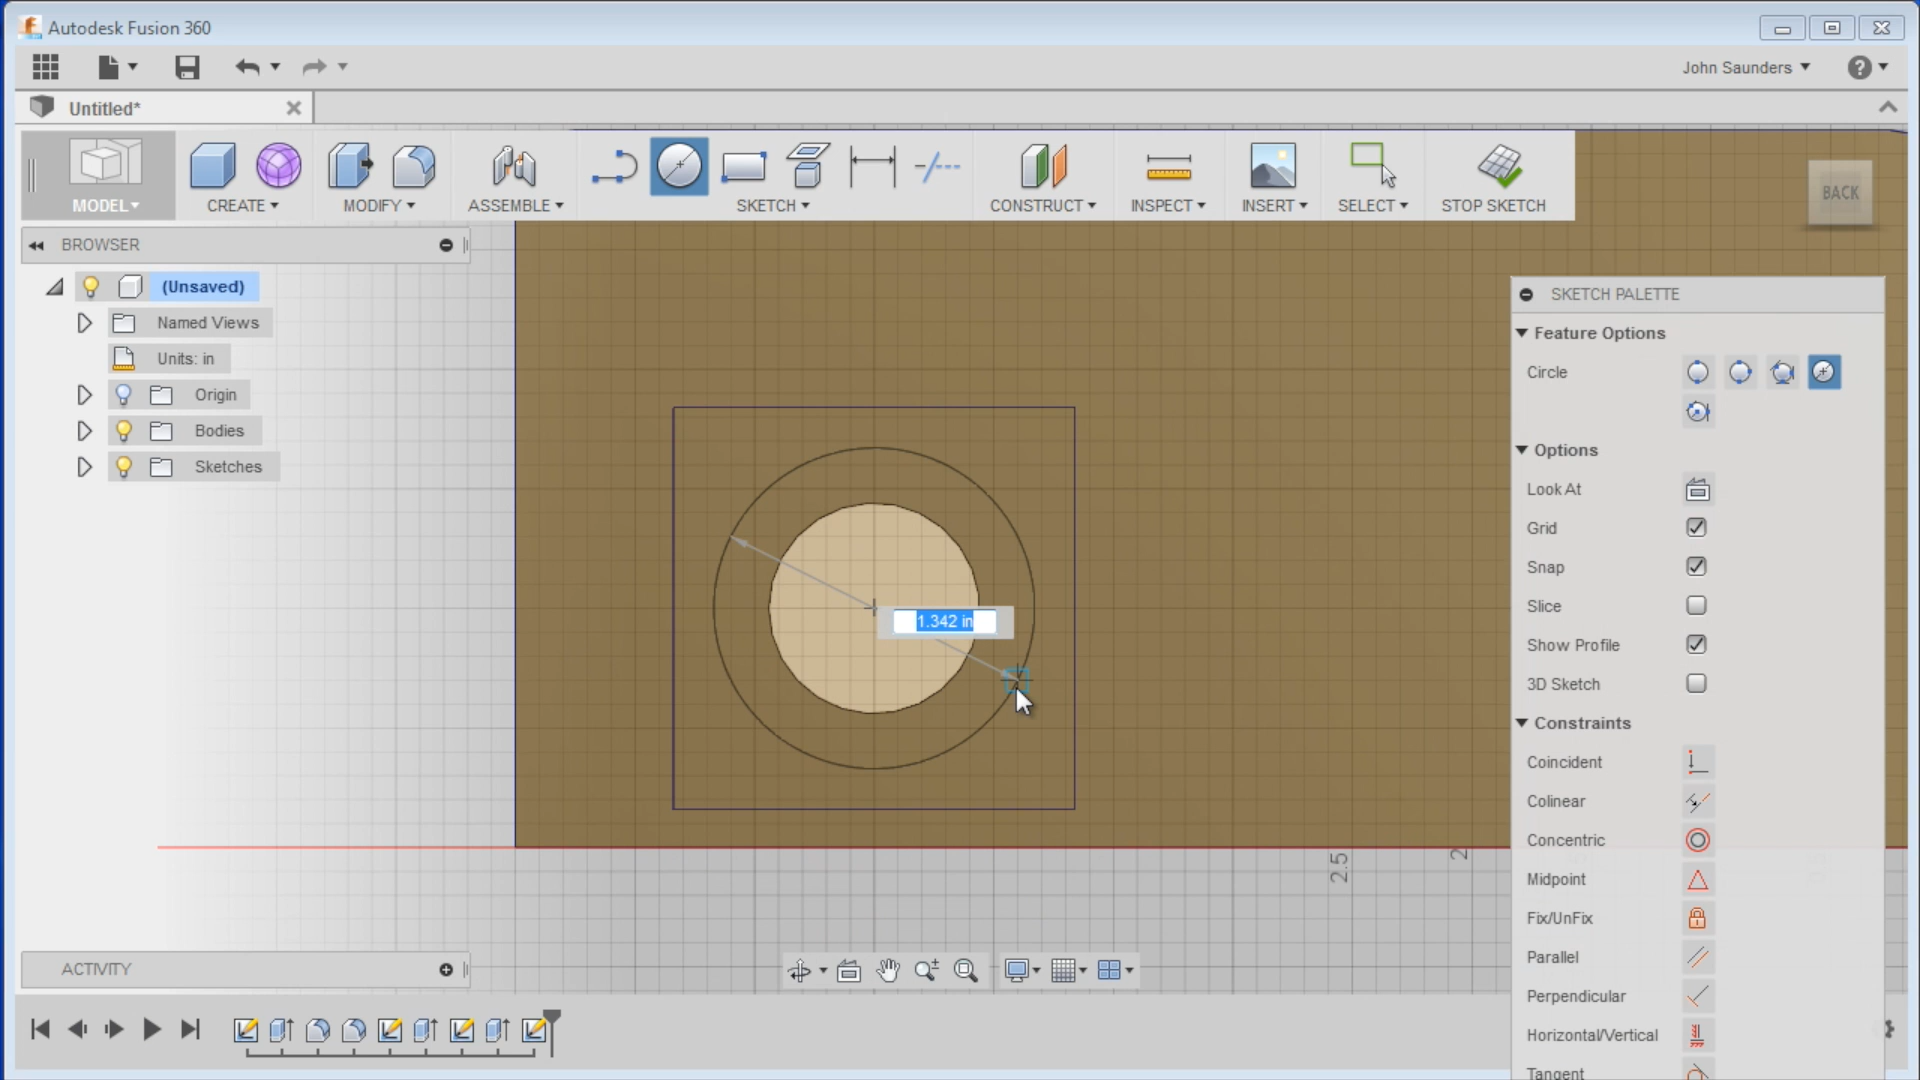 Autodesk Fusion 360
John Saunders
?
Untitled*
MODEL
CREATE
MODIFY
ASSEMBLE
SKETCH
CONSTRUCT
INSPECT
INSERT
SELECT
STOP SKETCH
BACK
BROWSER
(Unsaved)
Named Views
Units: in
Origin
Bodies
Sketches
1.342 in
2.5
2
SKETCH PALETTE
Feature Options
Circle
Options
Look At
Grid
Snap
Slice
Show Profile
3D Sketch
Constraints
Coincident
Colinear
Concentric
Midpoint
Fix/UnFix
Parallel
Perpendicular
Horizontal/Vertical
Tangent
ACTIVITY